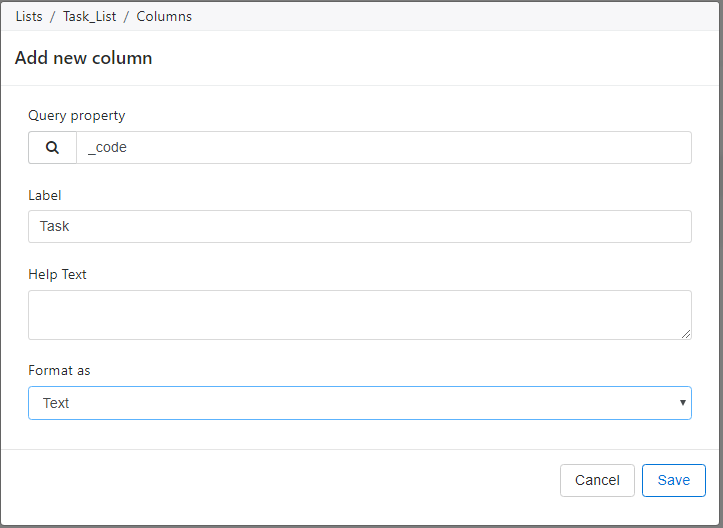 Lists / Task_List / Columns
Add new column
Query property
_code
Label
Task
Help Text
Format as
Text
Cancel Save